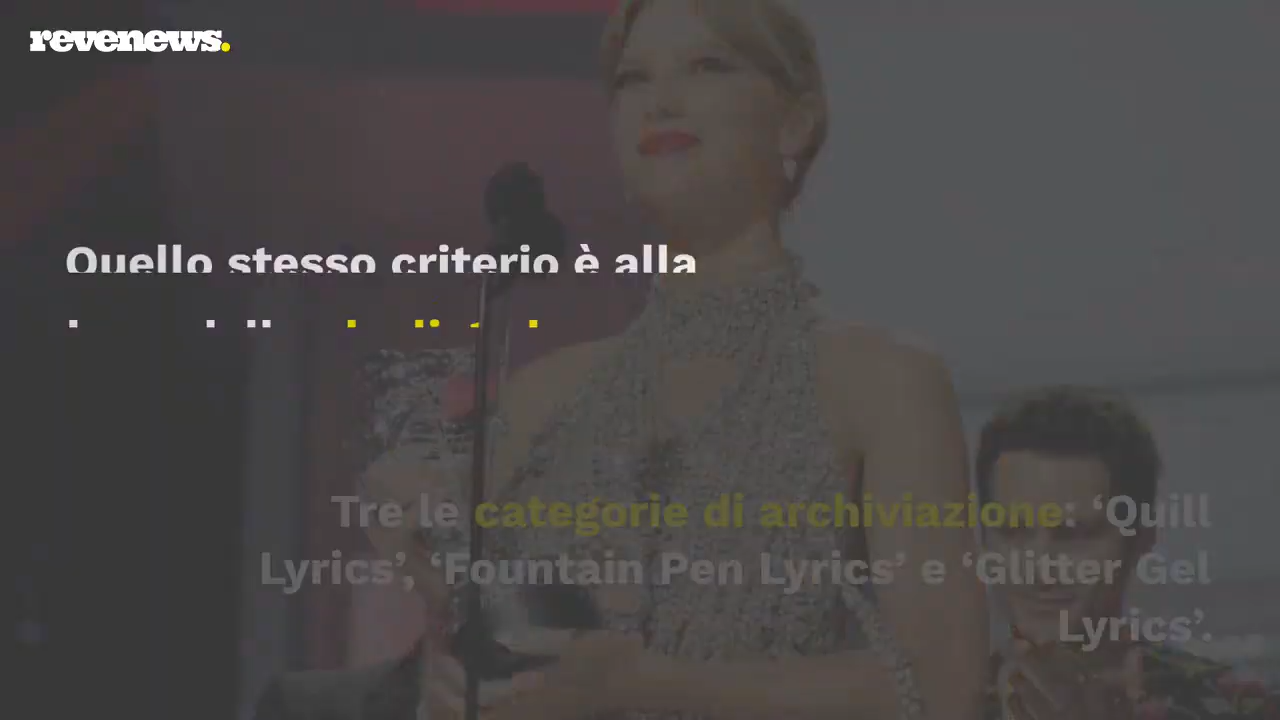 revenews.
Quello stesso criterio è alla
Tre le categorie di archiviazione: ‘Quill
Lyrics’, ‘Fountain Pen Lyrics’ e ‘Glitter Gel
Lyrics’.